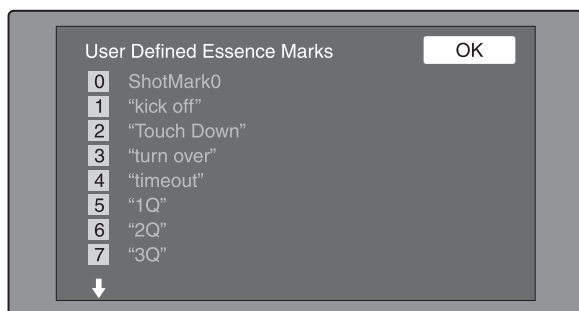 User Defined Essence Marks OK
0 ShotMark0
1 “kick off”
2 “Touch Down”
3 “turn over”
4 “timeout”
5 “1Q”
6 “2Q”
7 “3Q”